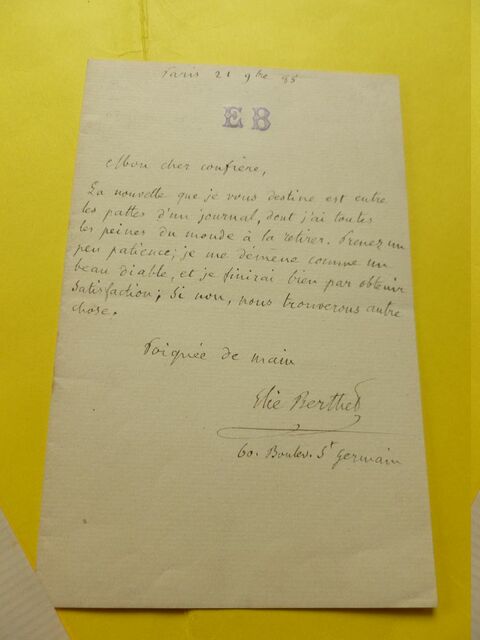 Paris 21 9bre 85
EB
Mon cher confrère,
La nouvelle que je vous destine est entre
les pattes d'un journal, dont j'ai toutes
les peines du monde à la retirer. Prenez un
peu patience; je me démène comme un
beau diable, et je finirai bien par obtenir
satisfaction; si non, nous trouverons autre
chose.
Poignée de main
Elie Berthet
60. Boulev. St Germain